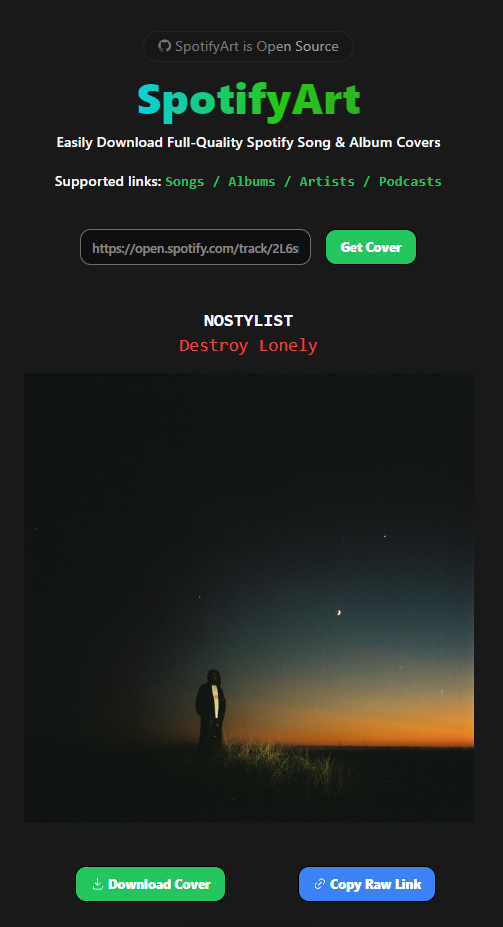 SpotifyArt is Open Source
SpotifyArt
Easily Download Full-Quality Spotify Song & Album Covers
Supported links: Songs / Albums / Artists / Podcasts
https://open.spotify.com/track/2L6s
Get Cover
NOSTYLIST
Destroy Lonely
Download Cover
Copy Raw Link